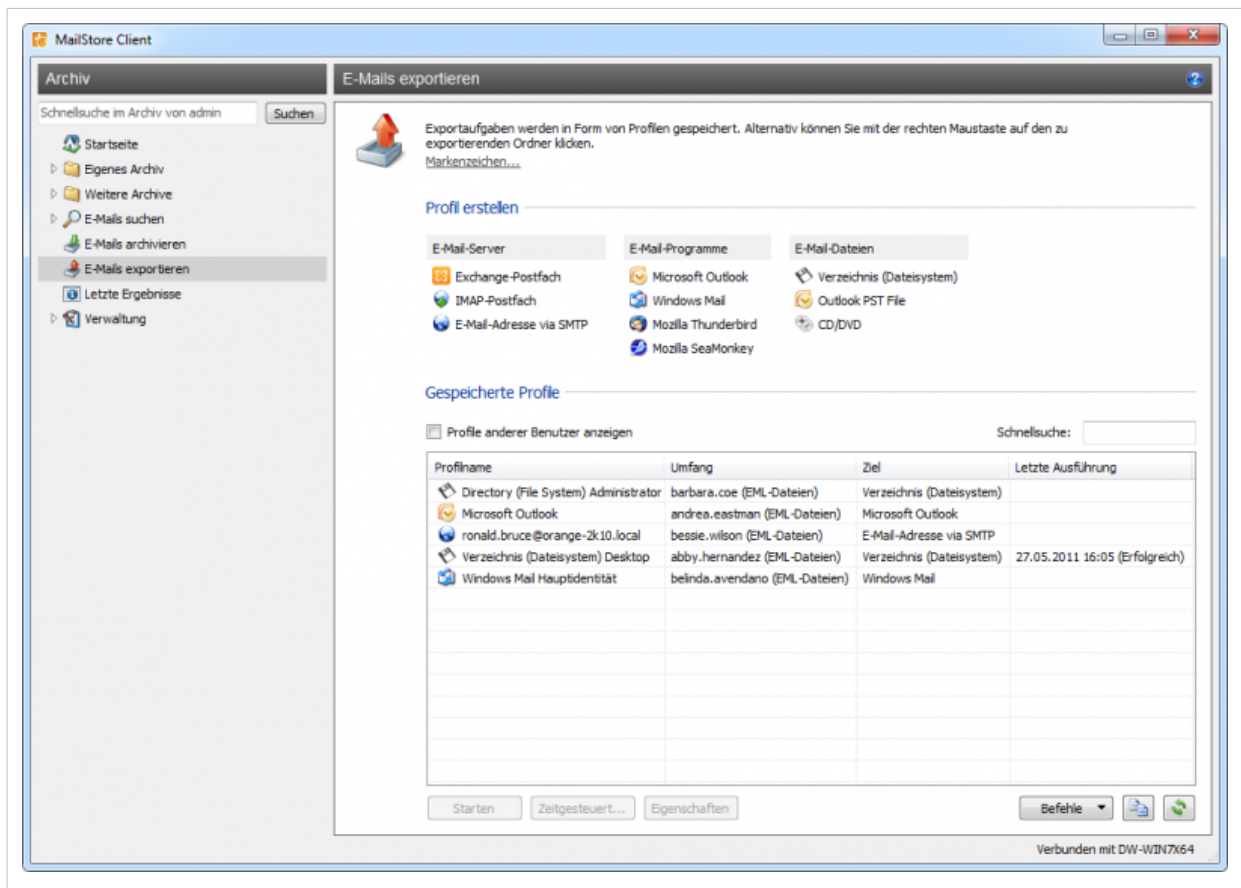 MailStore Client
Archiv
E-Mails exportieren
Schnellsuche im Archiv von admin
Suchen
Startseite
Eigenes Archiv
Weitere Archive
E-Mails suchen
E-Mails archivieren
E-Mails exportieren
Letzte Ergebnisse
Verwaltung
Exportaufgaben werden in Form von Profilen gespeichert. Alternativ können Sie mit der rechten Maustaste auf den zu
exportierenden Ordner klicken.
Markenzeichen...
Profil erstellen
E-Mail-Server
Exchange-Postfach
IMAP-Postfach
E-Mail-Adresse via SMTP
E-Mail-Programme
Microsoft Outlook
Windows Mail
Mozilla Thunderbird
Mozilla SeaMonkey
E-Mail-Dateien
Verzeichnis (Dateisystem)
Outlook PST File
CD/DVD
Gespeicherte Profile
Profile anderer Benutzer anzeigen
Schnellsuche:
Profilname Umfang Ziel Letzte Ausführung
Directory (File System) Administrator barbara.coe (EML-Dateien) Verzeichnis (Dateisystem)
Microsoft Outlook andrea.eastman (EML-Dateien) Microsoft Outlook
ronald.bruce@orange-2k10.local bessie.wilson (EML-Dateien) E-Mail-Adresse via SMTP
Verzeichnis (Dateisystem) Desktop abby.hernandez (EML-Dateien) Verzeichnis (Dateisystem) 27.05.2011 16:05 (Erfolgreich)
Windows Mail Hauptidentität belinda.avendano (EML-Dateien) Windows Mail
Starten
Zeitgesteuert...
Eigenschaften
Befehle
Verbunden mit DW-WIN7X64